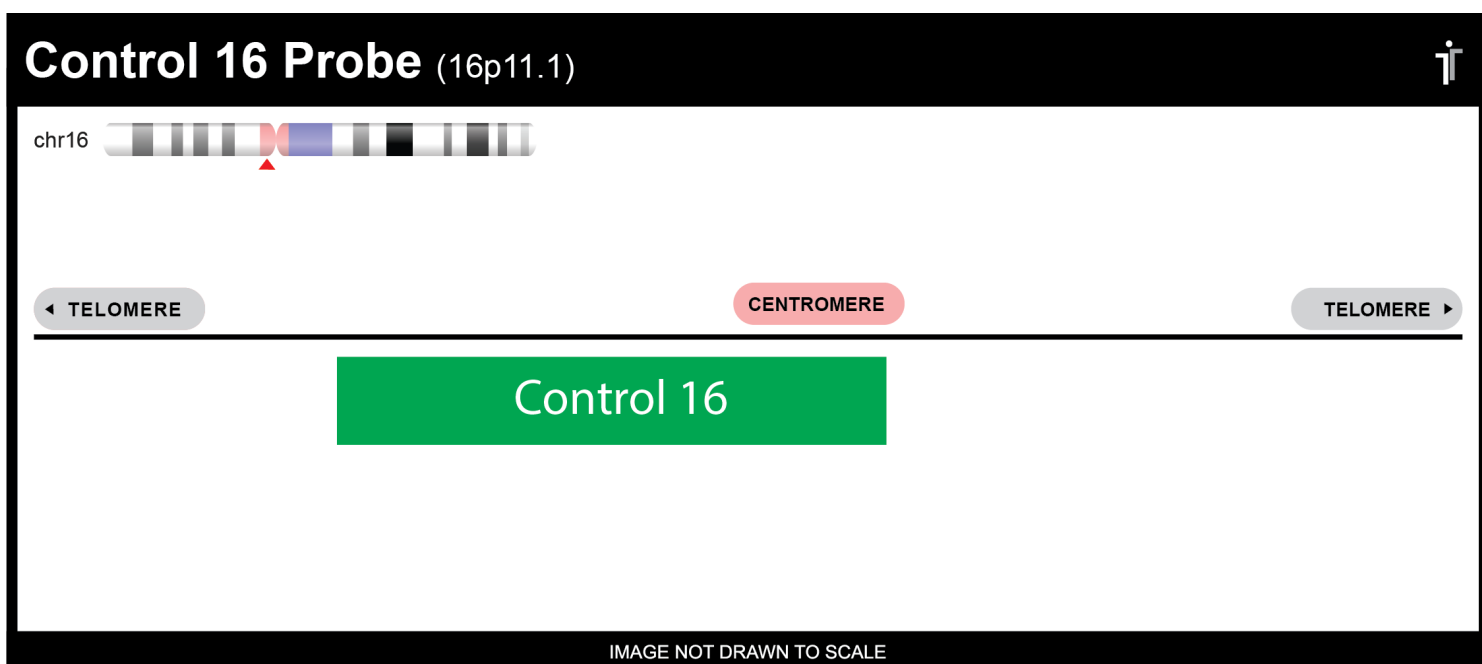 Control 16 Probe (16p11.1)
chr16
TELOMERE
CENTROMERE
TELOMERE
Control 16
IMAGE NOT DRAWN TO SCALE